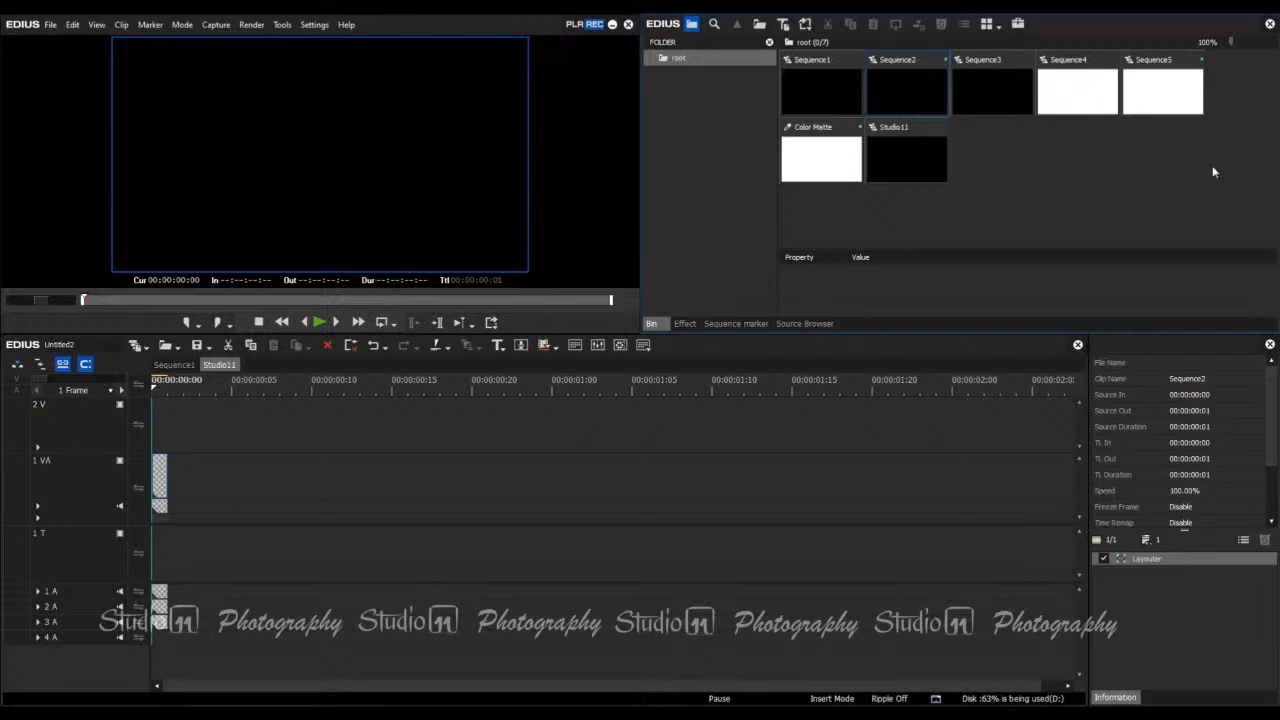 EDIUS File Edit View Clip Marker Mode Capture Render Tools Settings Help PLR REC
Cur 00:00:00:00 In --:--:--:-- Out --:--:--:-- Dur --:--:--:-- Ttl 00:00:00:01
EDIUS
FOLDER
root
root (0/7) 100%
Sequence1 Sequence2 Sequence3 Sequence4 Sequence5
Color Matte Studio11
Property Value
Bin Effect Sequence marker Source Browser
EDIUS Untitled2
Sequence1 Studio11
V
A
1 Frame
00:00:00:00 00:00:00:05 00:00:00:10 00:00:00:15 00:00:00:20 00:00:01:00 00:00:01:05 00:00:01:10 00:00:01:15 00:00:01:20 00:00:02:00 00:00:02:0
2 V
1 VA
1 T
1 A
2 A
3 A
4 A
Studio11 Photography Studio11 Photography Studio11 Photography Studio11 Photography
File Name
Clip Name Sequence2
Source In 00:00:00:00
Source Out 00:00:00:01
Source Duration 00:00:00:01
TL In 00:00:00:00
TL Out 00:00:00:01
TL Duration 00:00:00:01
Speed 100.00%
Freeze Frame Disable
Time Remap Disable
1/1 1
Layouter
Information
Pause Insert Mode Ripple Off Disk :63% is being used(D:)